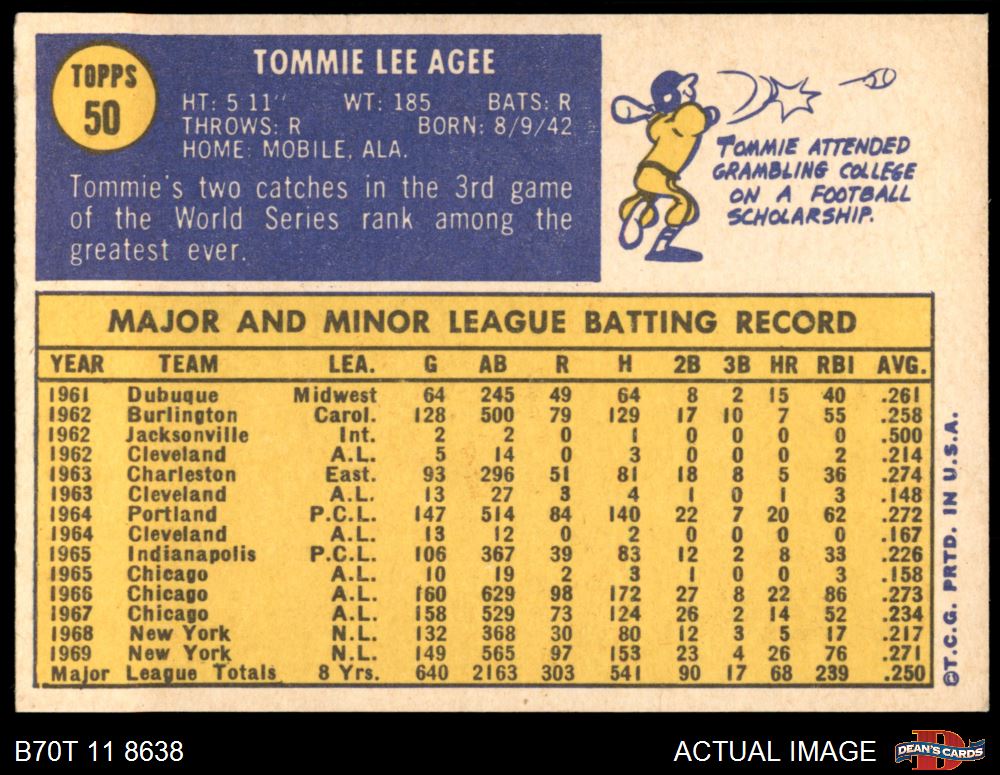 TOPPS
50
TOMMIE LEE AGEE
HT: 5 11" WT: 185 BATS: R
THROWS: R BORN: 8/9/42
HOME: MOBILE, ALA.
Tommie's two catches in the 3rd game
of the World Series rank among the
greatest ever.
TOMMIE ATTENDED
GRAMBLING COLLEGE
ON A FOOTBALL
SCHOLARSHIP.
MAJOR AND MINOR LEAGUE BATTING RECORD
YEAR TEAM LEA. G AB R H 2B 3B HR RBI AVG.
1961 Dubuque Midwest 64 245 49 64 8 2 15 40 .261
1962 Burlington Carol. 128 500 79 129 17 10 7 55 .258
1962 Jacksonville Int. 2 2 0 1 0 0 0 0 .500
1962 Cleveland A.L. 5 14 0 3 0 0 0 2 .214
1963 Charleston East. 93 296 51 81 18 8 5 36 .274
1963 Cleveland A.L. 13 27 3 4 1 0 1 3 .148
1964 Portland P.C.L. 147 514 84 140 22 7 20 62 .272
1964 Cleveland A.L. 13 12 0 2 0 0 0 0 .167
1965 Indianapolis P.C.L. 106 367 39 83 12 2 8 33 .226
1965 Chicago A.L. 10 19 2 3 1 0 0 3 .158
1966 Chicago A.L. 160 629 98 172 27 8 22 86 .273
1967 Chicago A.L. 158 529 73 124 26 2 14 52 .234
1968 New York N.L. 132 368 30 80 12 3 5 17 .217
1969 New York N.L. 149 565 97 153 23 4 26 76 .271
Major League Totals 8 Yrs. 640 2163 303 541 90 17 68 239 .250
©T.C.G. PRTD. IN U.S.A.
B70T 11 8638
ACTUAL IMAGE
DEAN'S CARDS